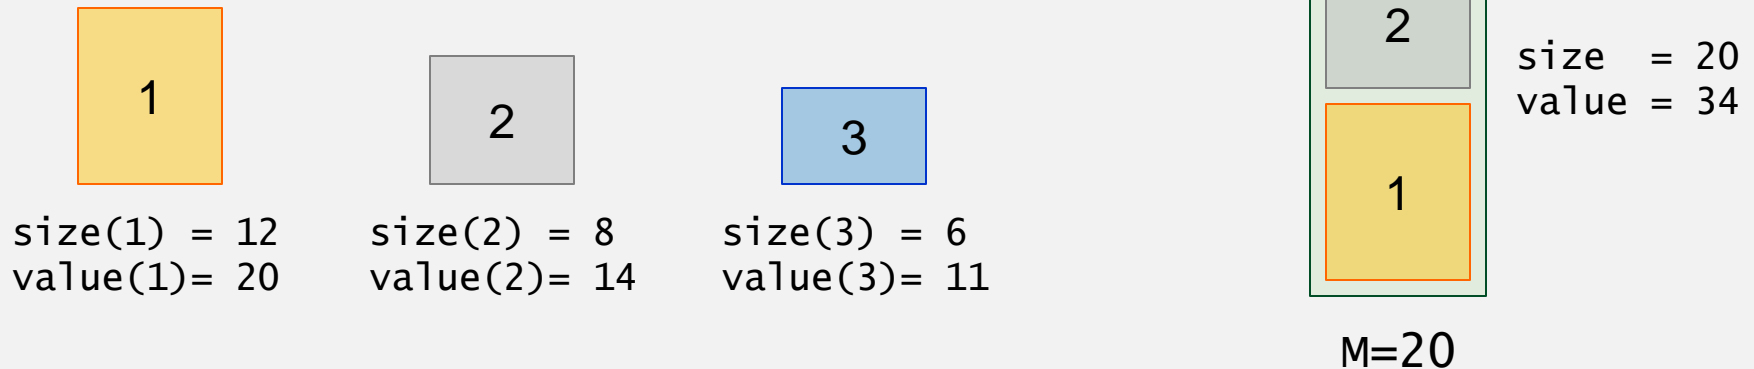 1
2
3
size(1) = 12
value(1)= 20
size(2) = 8
value(2)= 14
size(3) = 6
value(3)= 11
2
1
M=20
size  = 20
value = 34